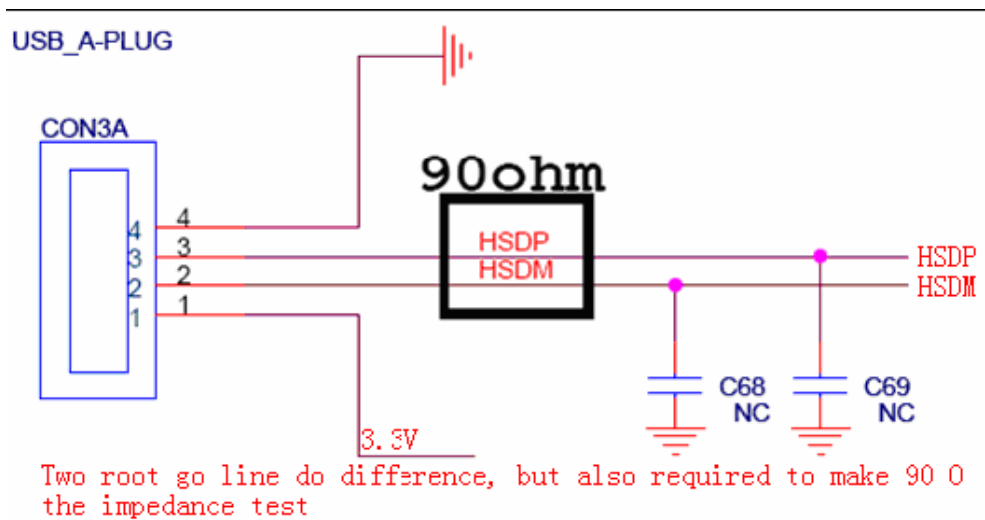 USB_A-PLUG
CON3A
90ohm
4 4
3 3
2 2
1 1
HSDP
HSDM
HSDP
HSDM
C68
NC
C69
NC
3.3V
Two root go line do difference, but also required to make 90 O
the impedance test